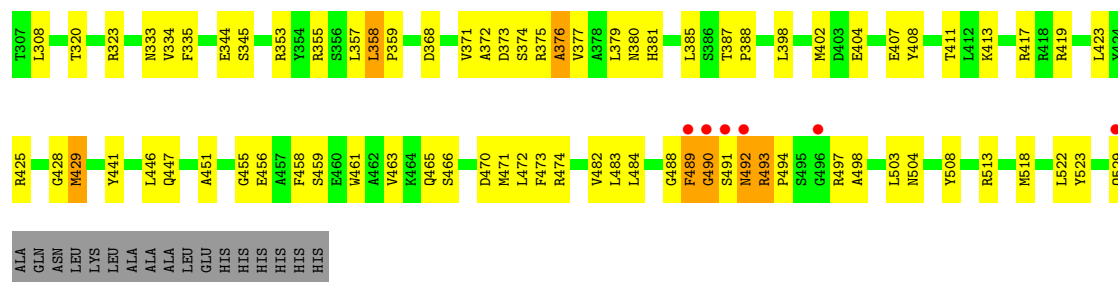 T307 L308 T320 R323 N333 V334 F335 E344 S345 R353 Y354 R355 S356 L357 L358 P359 D368 V371 A372 D373 S374 R375 A376 V377 A378 L379 N380 H381 L385 S386 T387 P388 L398 M402 D403 E404 E407 Y408 T411 L412 K413 R417 R418 R419 L423 Y424
R425 G428 M429 Y441 L446 Q447 A451 G455 E456 A457 F458 S459 E460 W461 A462 V463 K464 Q465 S466 D470 M471 L472 F473 R474 V482 L483 L484 G488 F489 G490 S491 N492 R493 P494 S495 G496 R497 A498 L503 N504 Y508 R513 M518 L522 Y523
ALA GLN ASN LEU LYS LEU ALA ALA ALA LEU GLU HIS HIS HIS HIS HIS HIS